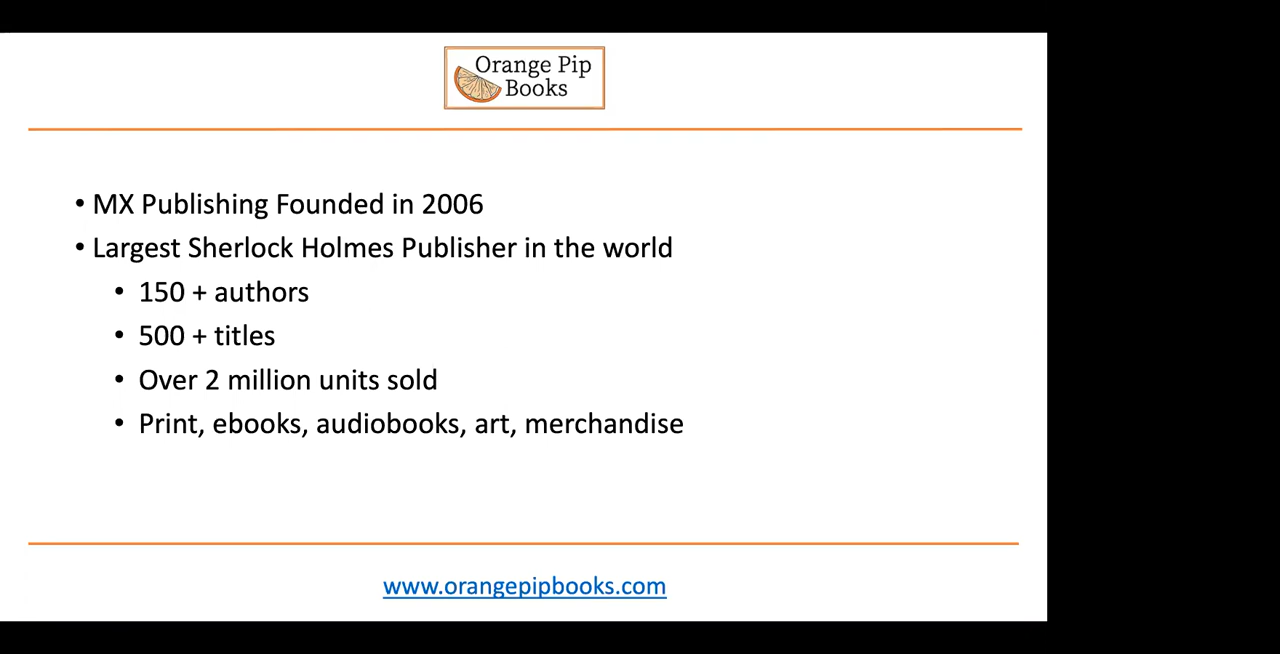 Orange Pip
Books
• MX Publishing Founded in 2006
• Largest Sherlock Holmes Publisher in the world
• 150 + authors
• 500 + titles
• Over 2 million units sold
• Print, ebooks, audiobooks, art, merchandise
www.orangepipbooks.com